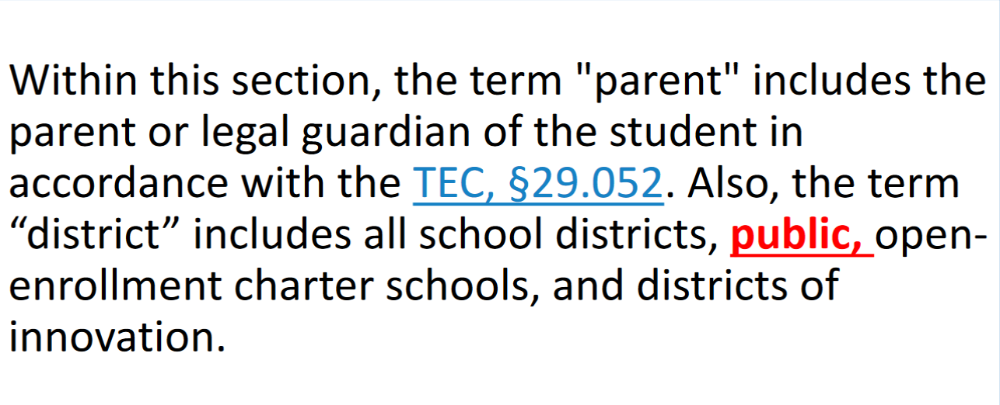 Within this section, the term "parent" includes the
parent or legal guardian of the student in
accordance with the TEC, §29.052. Also, the term
“district” includes all school districts, public, open-
enrollment charter schools, and districts of
innovation.